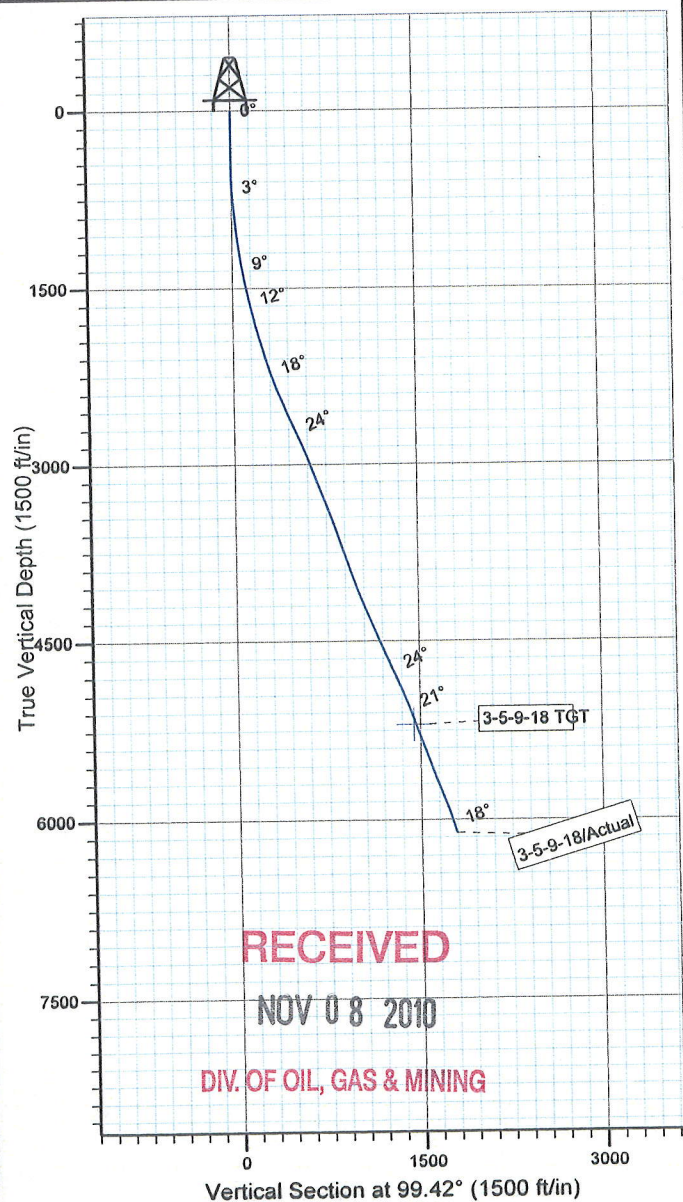 0
0°
3°
9°
1500
12°
18°
24°
3000
True Vertical Depth (1500 ft/in)
4500
24°
21°
3-5-9-18 TGT
6000
18°
3-5-9-18/Actual
RECEIVED
7500
NOV 08 2010
DIV. OF OIL, GAS & MINING
0
1500
3000
Vertical Section at 99.42° (1500 ft/in)